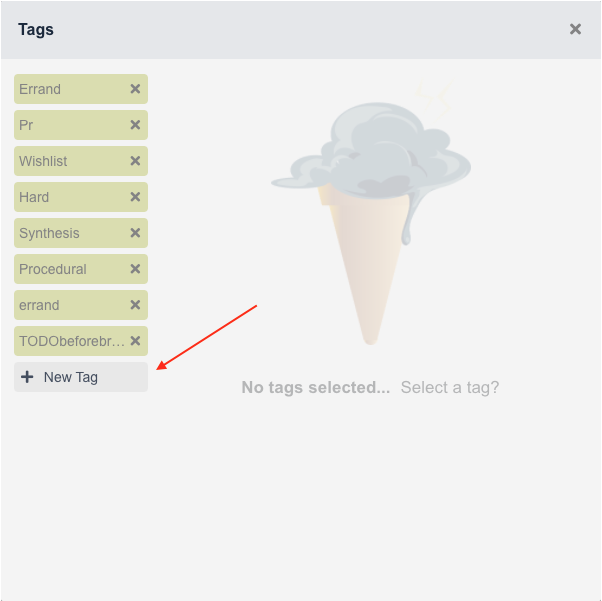 Tags
Errand
Pr
Wishlist
Hard
Synthesis
Procedural
errand
TODObeforebr...
New Tag
No tags selected... Select a tag?